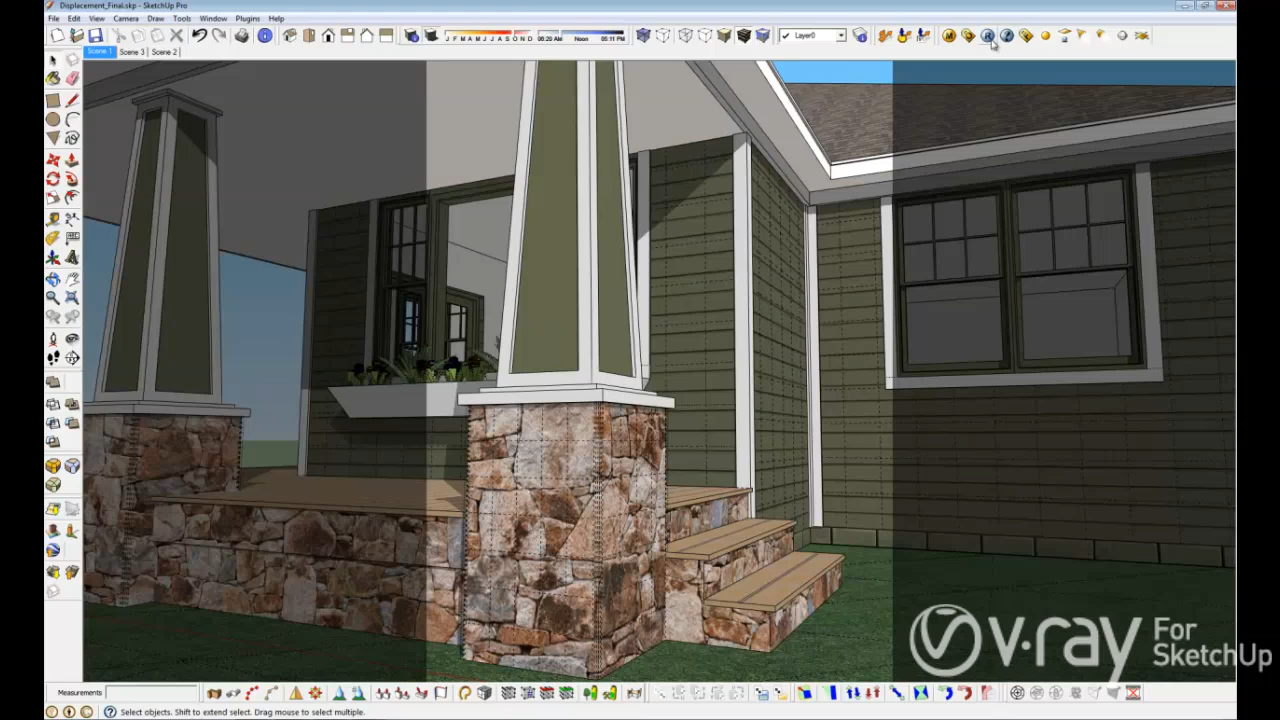 Displacement_Final.skp - SketchUp Pro
File Edit View Camera Draw Tools Window Plugins Help
J F M A M J J A S O N D
06:28 AM Noon 05:11 PM
Layer0
Scene 1 Scene 3 Scene 2
ABC
v·ray For SketchUp
Measurements
Select objects. Shift to extend select. Drag mouse to select multiple.